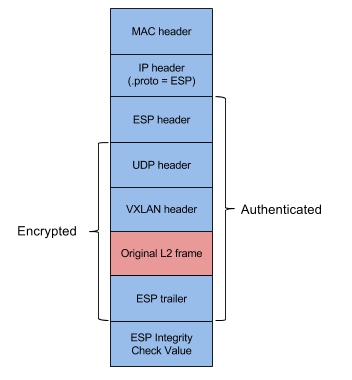 MAC header
IP header
(.proto = ESP)
ESP header
UDP header
VXLAN header
Original L2 frame
ESP trailer
ESP Integrity
Check Value
Encrypted
Authenticated